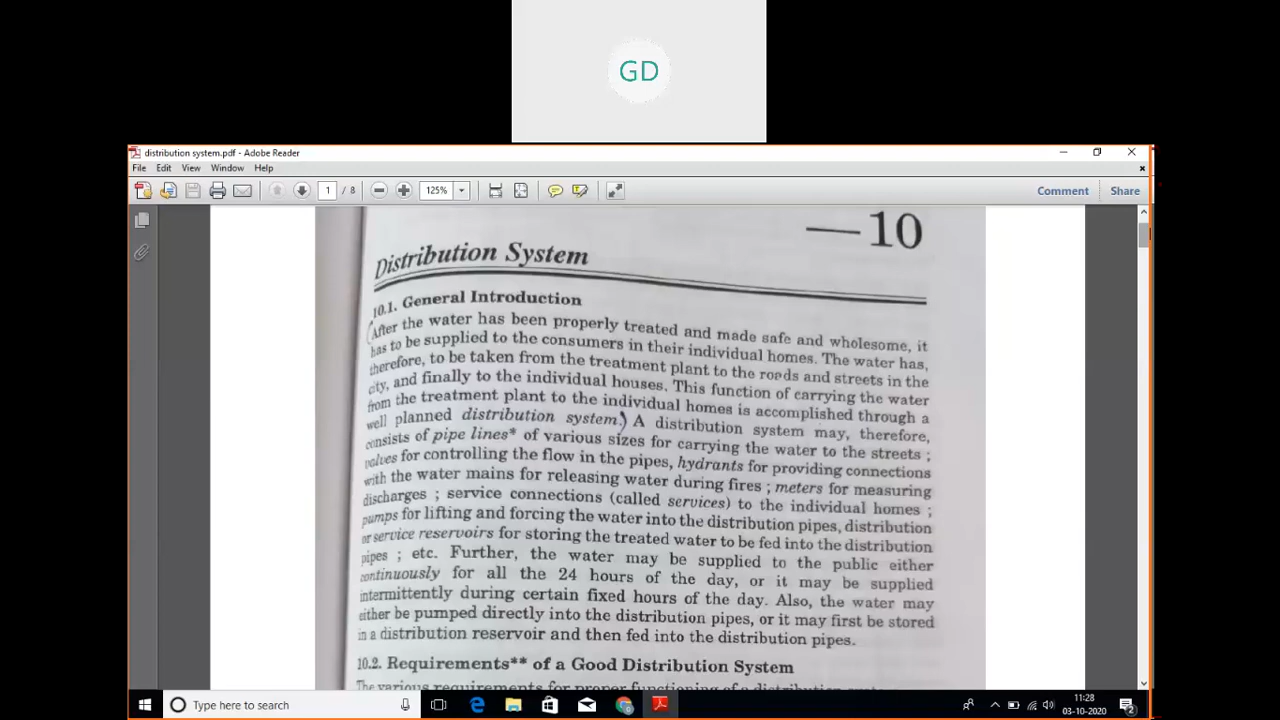 GD
distribution system.pdf - Adobe Reader
File Edit View Window Help
1 / 8 125% Comment Share
—10
Distribution System
10.1. General Introduction
(After the water has been properly treated and made safe and wholesome, it
has to be supplied to the consumers in their individual homes. The water has,
therefore, to be taken from the treatment plant to the roads and streets in the
city, and finally to the individual houses. This function of carrying the water
from the treatment plant to the individual homes is accomplished through a
well planned distribution system.) A distribution system may, therefore,
consists of pipe lines* of various sizes for carrying the water to the streets ;
valves for controlling the flow in the pipes, hydrants for providing connections
with the water mains for releasing water during fires ; meters for measuring
discharges ; service connections (called services) to the individual homes ;
pumps for lifting and forcing the water into the distribution pipes, distribution
or service reservoirs for storing the treated water to be fed into the distribution
pipes ; etc. Further, the water may be supplied to the public either
continuously for all the 24 hours of the day, or it may be supplied
intermittently during certain fixed hours of the day. Also, the water may
either be pumped directly into the distribution pipes, or it may first be stored
in a distribution reservoir and then fed into the distribution pipes.
10.2. Requirements** of a Good Distribution System
The various requirements for proper functioning of a distribution
Type here to search
11:28
03-10-2020
2